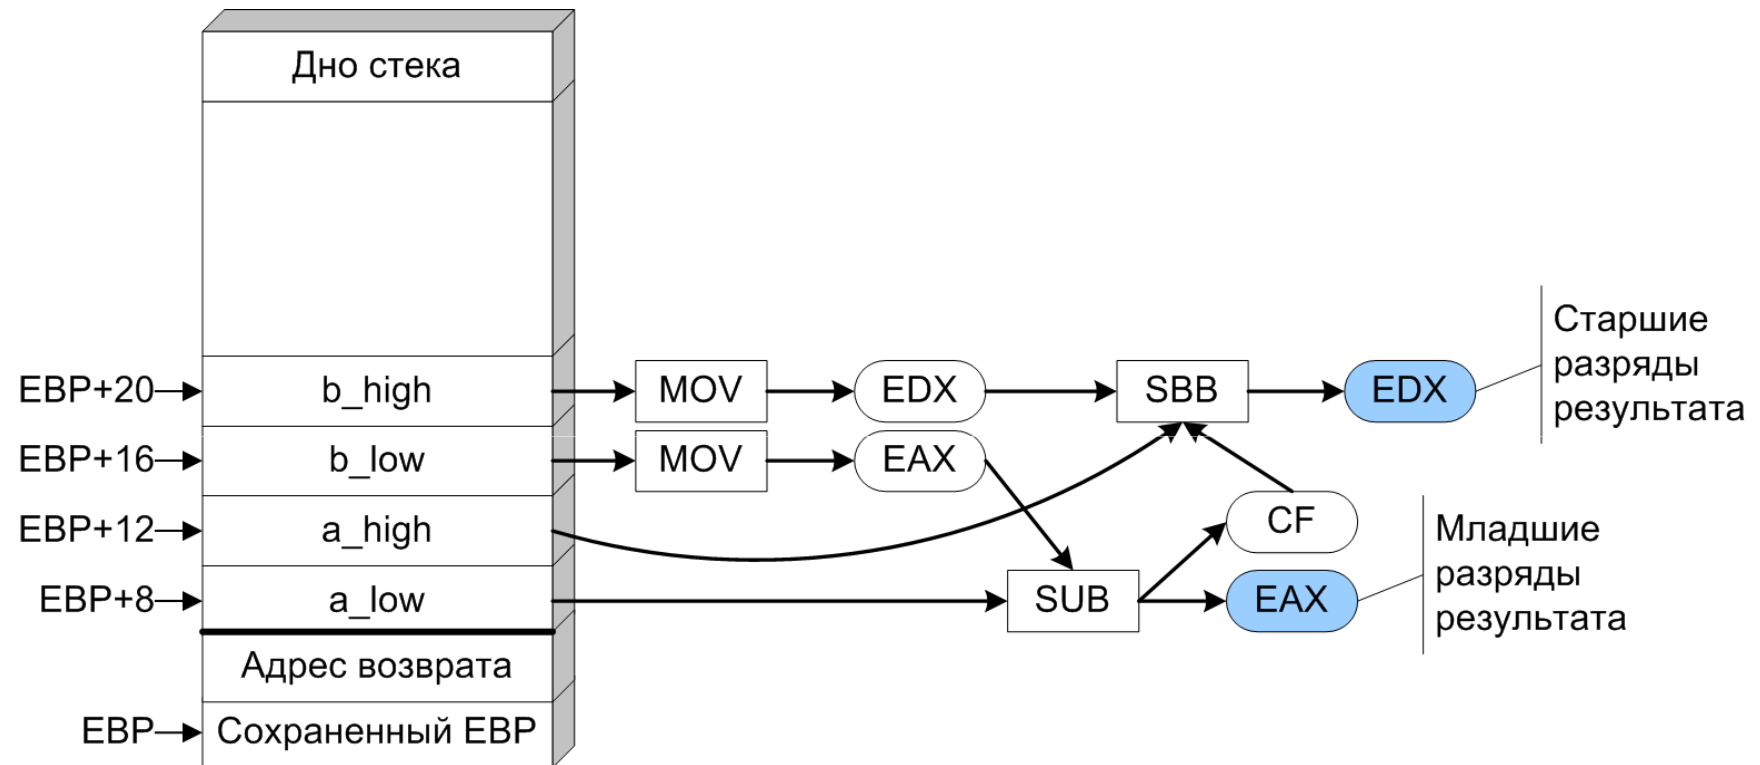 Дно стека
Старшие
разряды
результата
EBP+20 b_high MOV EDX SBB EDX
EBP+16 b_low MOV EAX
EBP+12 a_high CF
Младшие
разряды
результата
EBP+8 a_low SUB EAX
Адрес возврата
EBP Сохраненный EBP